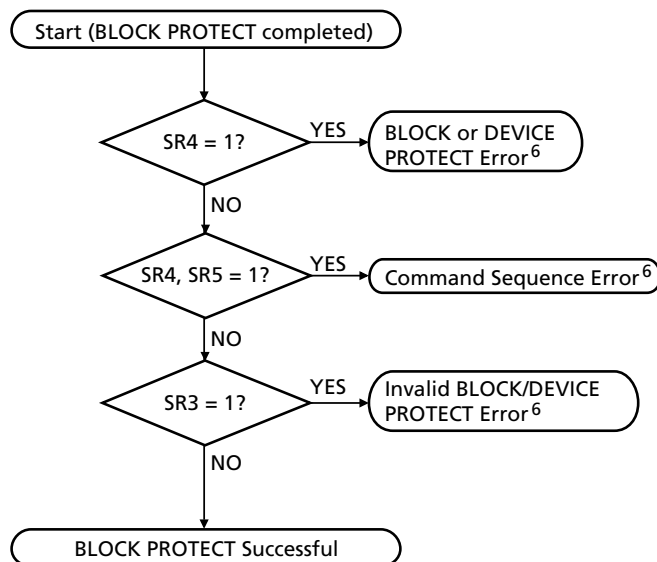 Start (BLOCK PROTECT completed)
SR4 = 1?
YES
BLOCK or DEVICE
PROTECT Error6
NO
SR4, SR5 = 1?
YES
Command Sequence Error6
NO
SR3 = 1?
YES
Invalid BLOCK/DEVICE
PROTECT Error6
NO
BLOCK PROTECT Successful